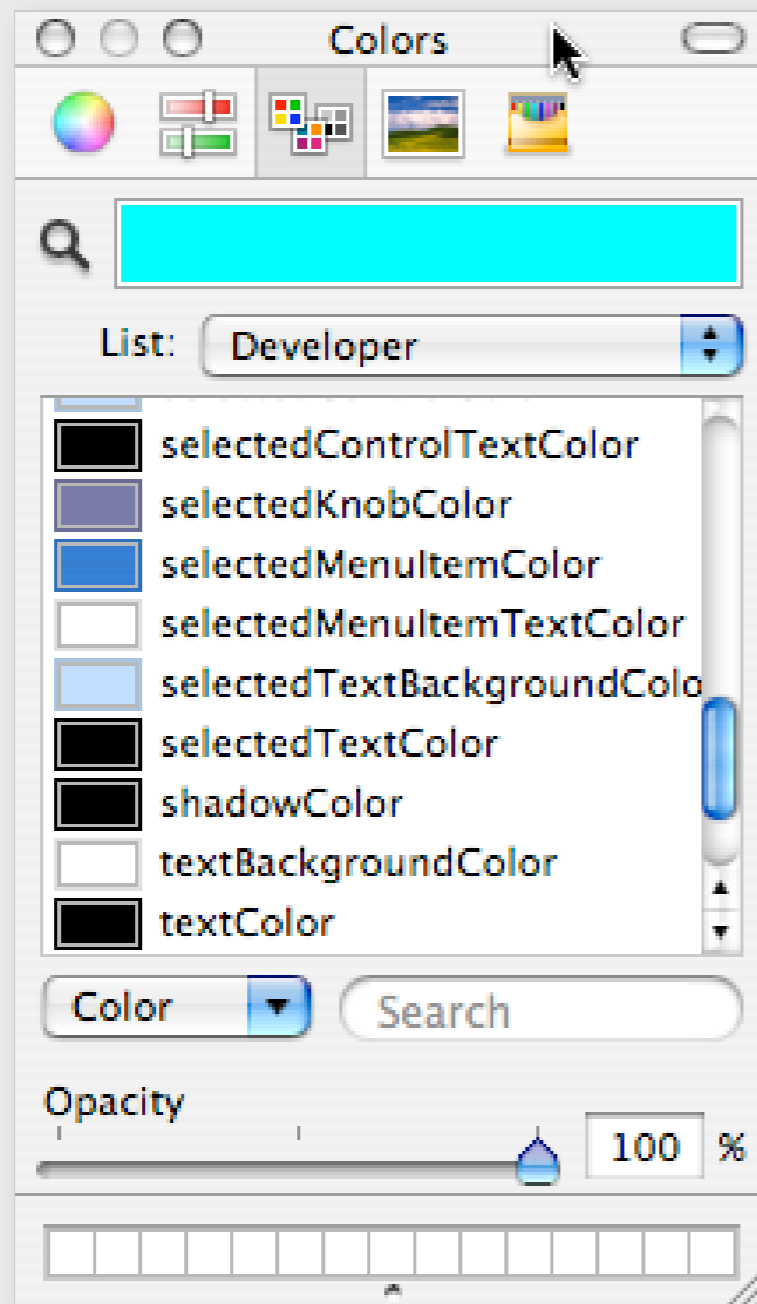 Colors
List: Developer
selectedControlTextColor
selectedKnobColor
selectedMenuItemColor
selectedMenuItemTextColor
selectedTextBackgroundColo
selectedTextColor
shadowColor
textBackgroundColor
textColor
Color Search
Opacity
100 %